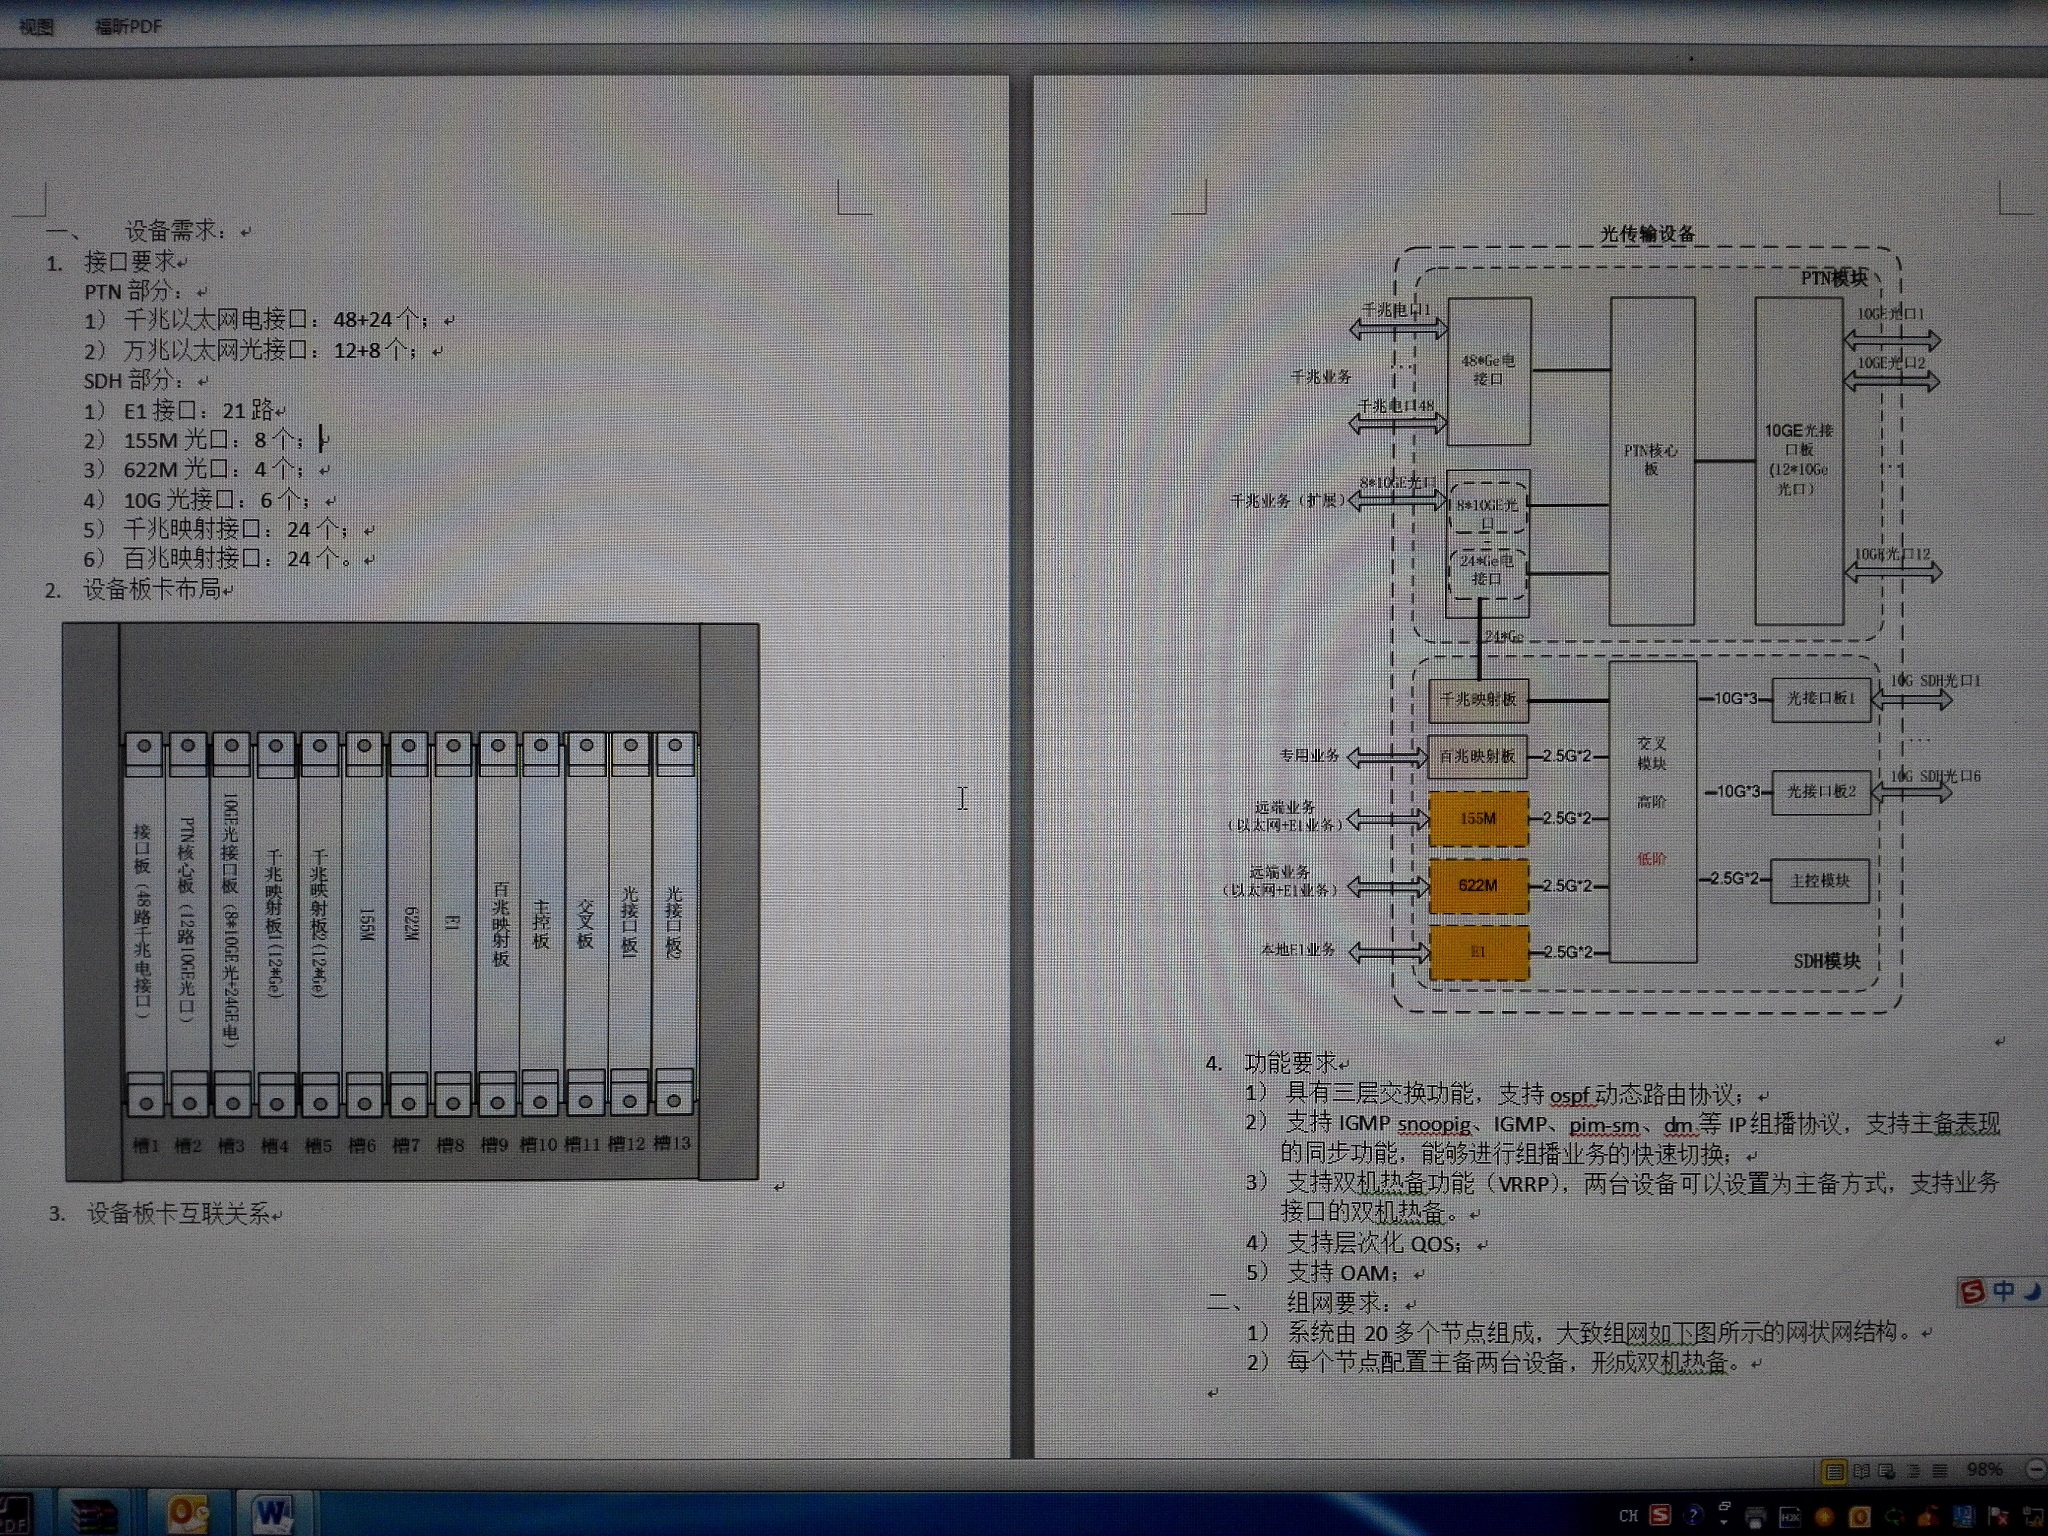 视图 福昕PDF
一、 设备需求：
1. 接口要求
PTN 部分：
1） 千兆以太网电接口：48+24 个；
2） 万兆以太网光接口：12+8 个；
SDH 部分：
1） E1 接口：21 路
2） 155M 光口：8 个；
3） 622M 光口：4 个；
4） 10G 光接口：6 个；
5） 千兆映射接口：24 个；
6） 百兆映射接口：24 个。
2. 设备板卡布局
接口板（48路千兆电接口）
PTN核心板（12路10GE光口）
10GE光接口板（8*10GE光+24GE电）
千兆映射板1(12*Ge)
千兆映射板2(12*Ge)
155M
622M
E1
百兆映射板
主控板
交叉板
光接口板1
光接口板2
槽1 槽2 槽3 槽4 槽5 槽6 槽7 槽8 槽9 槽10 槽11 槽12 槽13
3. 设备板卡互联关系
光传输设备
PTN模块
千兆电口1
千兆业务
千兆电口48
48*Ge电
接口
8*10GE光口
千兆业务（扩展）
8*10GE光
口
24*Ge电
接口
24*Ge
PTN核心
板
10GE光接
口板
(12*10Ge
光口）
10GE光口1
10GE光口2
...
10GE光口12
千兆映射板
专用业务
百兆映射板
2.5G*2
远端业务
（以太网+E1业务）
155M
2.5G*2
远端业务
（以太网+E1业务）
622M
2.5G*2
本地E1业务
E1
2.5G*2
交叉
模块
高阶
低阶
10G*3
光接口板1
10G SDH光口1
...
10G*3
光接口板2
10G SDH光口6
2.5G*2
主控模块
SDH模块
4. 功能要求
1） 具有三层交换功能，支持 ospf 动态路由协议；
2） 支持 IGMP snoopig、IGMP、pim-sm、dm 等 IP 组播协议，支持主备表现
的同步功能，能够进行组播业务的快速切换；
3） 支持双机热备功能（VRRP），两台设备可以设置为主备方式，支持业务
接口的双机热备。
4） 支持层次化 QOS；
5） 支持 OAM；
二、 组网要求：
1） 系统由 20 多个节点组成，大致组网如下图所示的网状网结构。
2） 每个节点配置主备两台设备，形成双机热备。
中
98%
CH